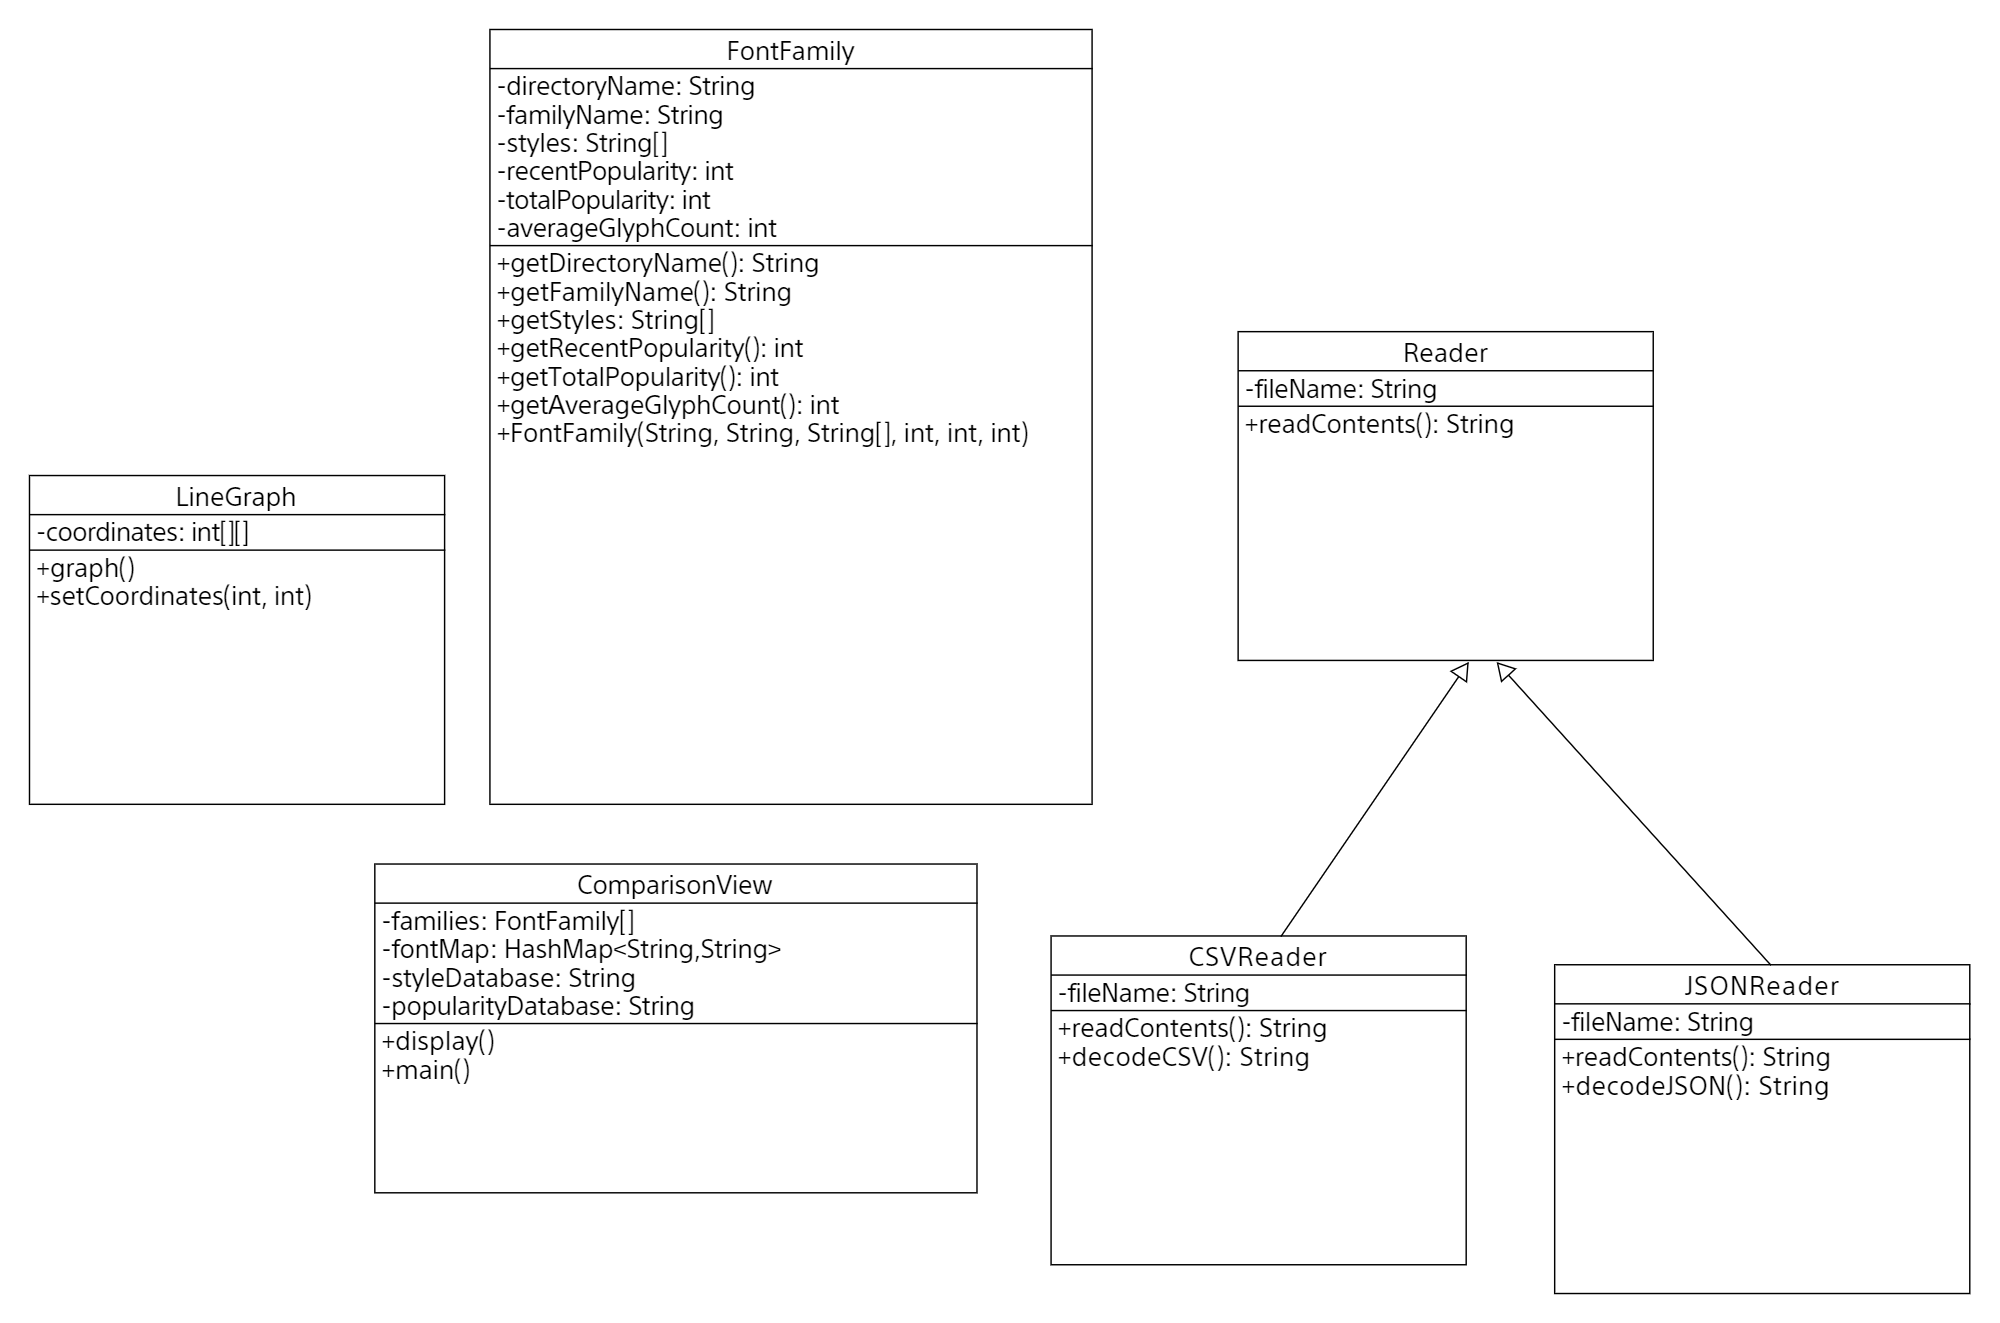 FontFamily
-directoryName: String
-familyName: String
-styles: String[]
-recentPopularity: int
-totalPopularity: int
-averageGlyphCount: int
+getDirectoryName(): String
+getFamilyName(): String
+getStyles: String[]
+getRecentPopularity(): int
+getTotalPopularity(): int
+getAverageGlyphCount(): int
+FontFamily(String, String, String[], int, int, int)
Reader
-fileName: String
+readContents(): String
LineGraph
-coordinates: int[][]
+graph()
+setCoordinates(int, int)
ComparisonView
-families: FontFamily[]
-fontMap: HashMap<String,String>
-styleDatabase: String
-popularityDatabase: String
+display()
+main()
CSVReader
-fileName: String
+readContents(): String
+decodeCSV(): String
JSONReader
-fileName: String
+readContents(): String
+decodeJSON(): String